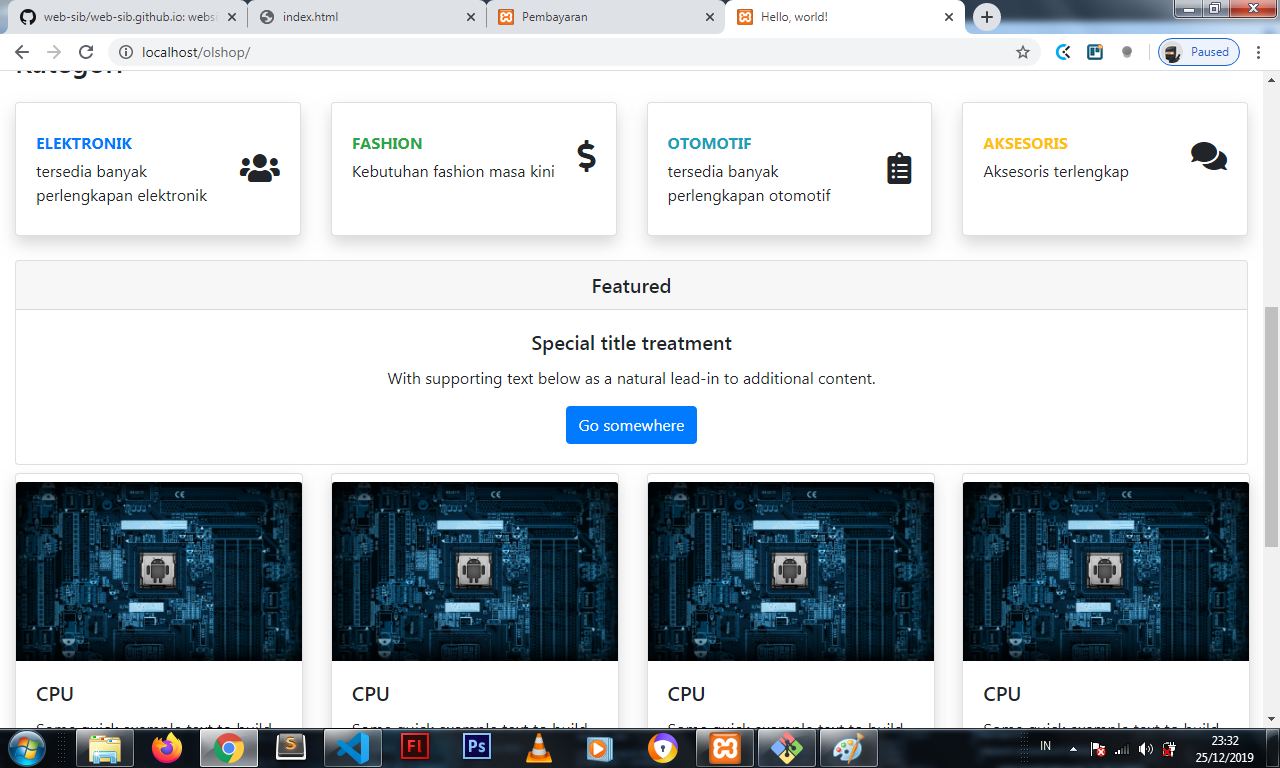 web-sib/web-sib.github.io: websi
index.html
Pembayaran
Hello, world!
localhost/olshop/
Paused
Kategori
ELEKTRONIK
tersedia banyak
perlengkapan elektronik
FASHION
Kebutuhan fashion masa kini
OTOMOTIF
tersedia banyak
perlengkapan otomotif
AKSESORIS
Aksesoris terlengkap
Featured
Special title treatment
With supporting text below as a natural lead-in to additional content.
Go somewhere
CPU
CPU
CPU
CPU
Some quick example text to build
Some quick example text to build
Some quick example text to build
Some quick example text to build
IN
23:32
25/12/2019